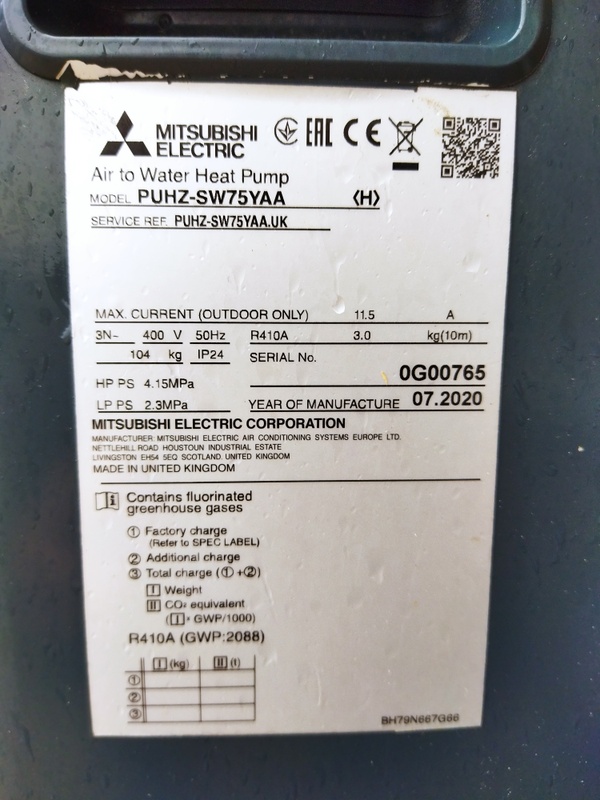 MITSUBISHI
ELECTRIC
EAC CE
Air to Water Heat Pump
MODEL PUHZ-SW75YAA ⟨H⟩
SERVICE REF. PUHZ-SW75YAA.UK
MAX. CURRENT (OUTDOOR ONLY) 11.5 A
3N~ 400 V 50Hz R410A 3.0 kg(10m)
104 kg IP24 SERIAL No.
0G00765
HP PS 4.15MPa
LP PS 2.3MPa YEAR OF MANUFACTURE 07.2020
MITSUBISHI ELECTRIC CORPORATION
MANUFACTURER: MITSUBISHI ELECTRIC AIR CONDITIONING SYSTEMS EUROPE LTD.
NETTLEHILL ROAD HOUSTOUN INDUSTRIAL ESTATE
LIVINGSTON EH54 5EQ SCOTLAND. UNITED KINGDOM
MADE IN UNITED KINGDOM
Contains fluorinated
greenhouse gases
① Factory charge
(Refer to SPEC LABEL)
② Additional charge
③ Total charge (①+②)
I Weight
II CO₂ equivalent
(I × GWP/1000)
R410A (GWP:2088)
I (kg) II (t)
①
②
③
BH79N667G66